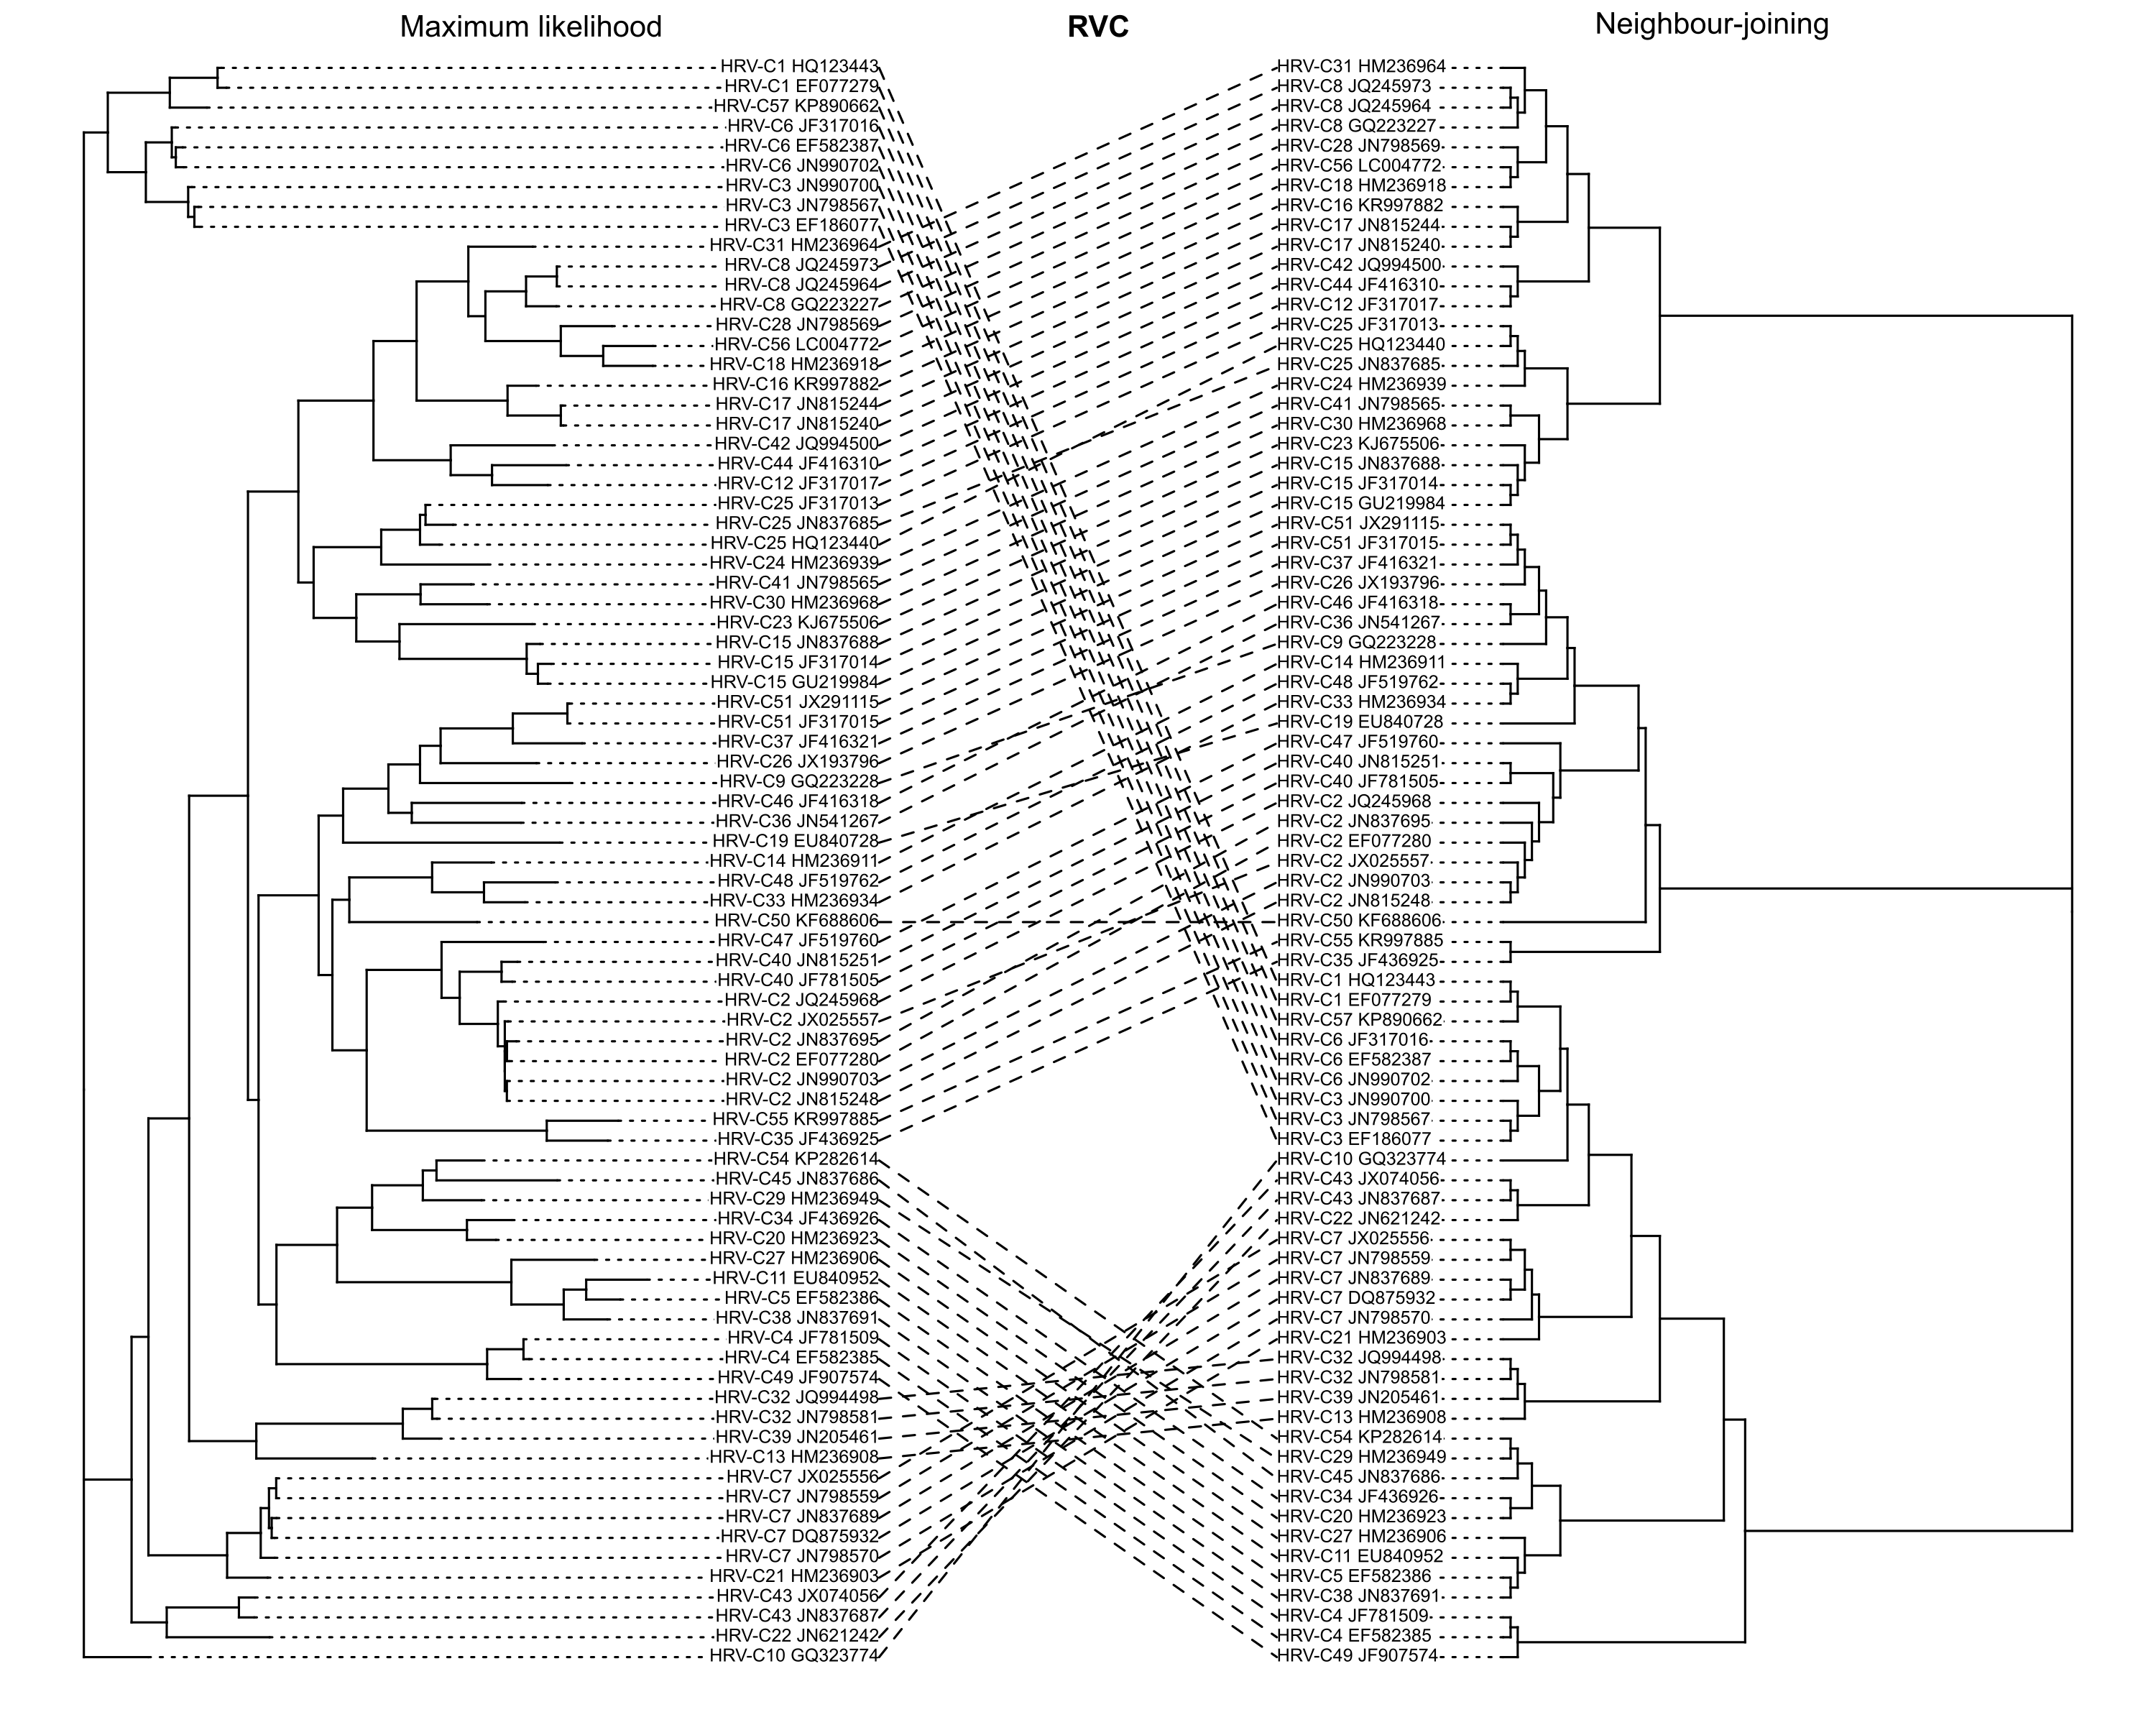 Maximum likelihood
RVC
Neighbour-joining
HRV-C1 HQ123443
HRV-C1 EF077279
HRV-C57 KP890662
HRV-C6 JF317016
HRV-C6 EF582387
HRV-C6 JN990702
HRV-C3 JN990700
HRV-C3 JN798567
HRV-C3 EF186077
HRV-C31 HM236964
HRV-C8 JQ245973
HRV-C8 JQ245964
HRV-C8 GQ223227
HRV-C28 JN798569
HRV-C56 LC004772
HRV-C18 HM236918
HRV-C16 KR997882
HRV-C17 JN815244
HRV-C17 JN815240
HRV-C42 JQ994500
HRV-C44 JF416310
HRV-C12 JF317017
HRV-C25 JF317013
HRV-C25 JN837685
HRV-C25 HQ123440
HRV-C24 HM236939
HRV-C41 JN798565
HRV-C30 HM236968
HRV-C23 KJ675506
HRV-C15 JN837688
HRV-C15 JF317014
HRV-C15 GU219984
HRV-C51 JX291115
HRV-C51 JF317015
HRV-C37 JF416321
HRV-C26 JX193796
HRV-C9 GQ223228
HRV-C46 JF416318
HRV-C36 JN541267
HRV-C19 EU840728
HRV-C14 HM236911
HRV-C48 JF519762
HRV-C33 HM236934
HRV-C50 KF688606
HRV-C47 JF519760
HRV-C40 JN815251
HRV-C40 JF781505
HRV-C2 JQ245968
HRV-C2 JX025557
HRV-C2 JN837695
HRV-C2 EF077280
HRV-C2 JN990703
HRV-C2 JN815248
HRV-C55 KR997885
HRV-C35 JF436925
HRV-C54 KP282614
HRV-C45 JN837686
HRV-C29 HM236949
HRV-C34 JF436926
HRV-C20 HM236923
HRV-C27 HM236906
HRV-C11 EU840952
HRV-C5 EF582386
HRV-C38 JN837691
HRV-C4 JF781509
HRV-C4 EF582385
HRV-C49 JF907574
HRV-C32 JQ994498
HRV-C32 JN798581
HRV-C39 JN205461
HRV-C13 HM236908
HRV-C7 JX025556
HRV-C7 JN798559
HRV-C7 JN837689
HRV-C7 DQ875932
HRV-C7 JN798570
HRV-C21 HM236903
HRV-C43 JX074056
HRV-C43 JN837687
HRV-C22 JN621242
HRV-C10 GQ323774
HRV-C31 HM236964
HRV-C8 JQ245973
HRV-C8 JQ245964
HRV-C8 GQ223227
HRV-C28 JN798569
HRV-C56 LC004772
HRV-C18 HM236918
HRV-C16 KR997882
HRV-C17 JN815244
HRV-C17 JN815240
HRV-C42 JQ994500
HRV-C44 JF416310
HRV-C12 JF317017
HRV-C25 JF317013
HRV-C25 HQ123440
HRV-C25 JN837685
HRV-C24 HM236939
HRV-C41 JN798565
HRV-C30 HM236968
HRV-C23 KJ675506
HRV-C15 JN837688
HRV-C15 JF317014
HRV-C15 GU219984
HRV-C51 JX291115
HRV-C51 JF317015
HRV-C37 JF416321
HRV-C26 JX193796
HRV-C46 JF416318
HRV-C36 JN541267
HRV-C9 GQ223228
HRV-C14 HM236911
HRV-C48 JF519762
HRV-C33 HM236934
HRV-C19 EU840728
HRV-C47 JF519760
HRV-C40 JN815251
HRV-C40 JF781505
HRV-C2 JQ245968
HRV-C2 JN837695
HRV-C2 EF077280
HRV-C2 JX025557
HRV-C2 JN990703
HRV-C2 JN815248
HRV-C50 KF688606
HRV-C55 KR997885
HRV-C35 JF436925
HRV-C1 HQ123443
HRV-C1 EF077279
HRV-C57 KP890662
HRV-C6 JF317016
HRV-C6 EF582387
HRV-C6 JN990702
HRV-C3 JN990700
HRV-C3 JN798567
HRV-C3 EF186077
HRV-C10 GQ323774
HRV-C43 JX074056
HRV-C43 JN837687
HRV-C22 JN621242
HRV-C7 JX025556
HRV-C7 JN798559
HRV-C7 JN837689
HRV-C7 DQ875932
HRV-C7 JN798570
HRV-C21 HM236903
HRV-C32 JQ994498
HRV-C32 JN798581
HRV-C39 JN205461
HRV-C13 HM236908
HRV-C54 KP282614
HRV-C29 HM236949
HRV-C45 JN837686
HRV-C34 JF436926
HRV-C20 HM236923
HRV-C27 HM236906
HRV-C11 EU840952
HRV-C5 EF582386
HRV-C38 JN837691
HRV-C4 JF781509
HRV-C4 EF582385
HRV-C49 JF907574